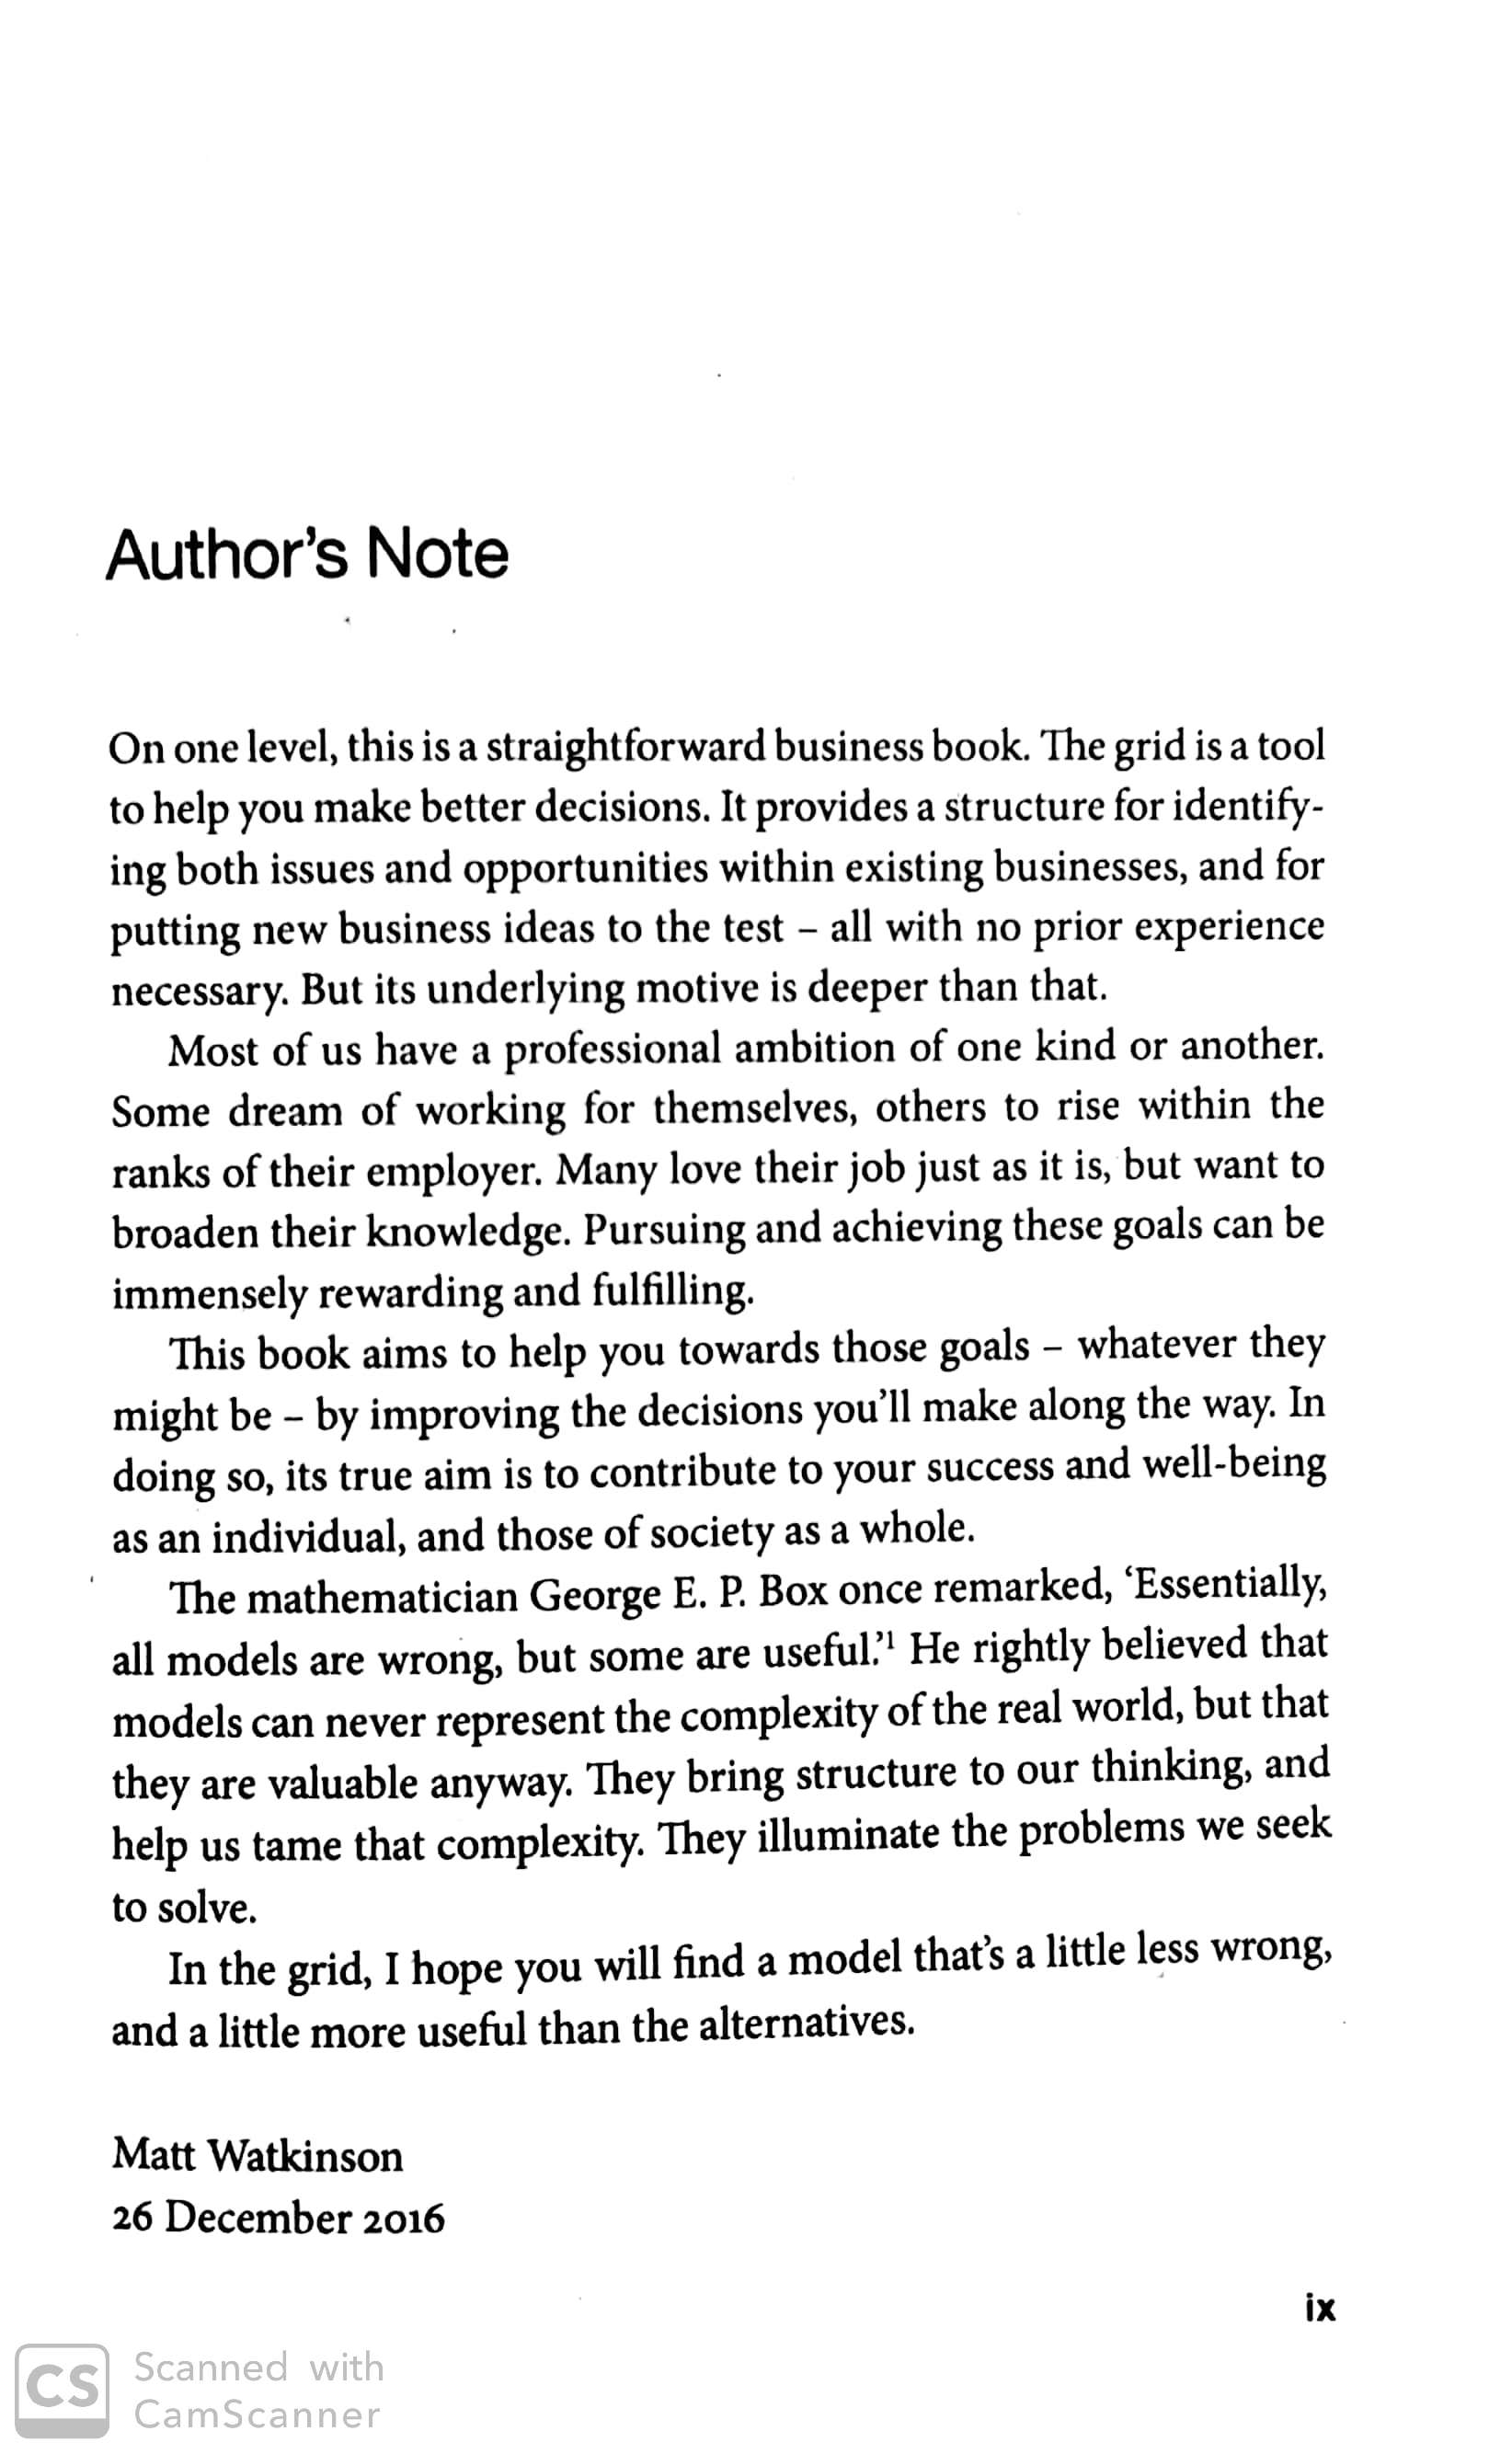 Author's Note
On one level, this is a straightforward business book. The grid is a tool
to help you make better decisions. It provides a structure for identify-
ing both issues and opportunities within existing businesses, and for
putting new business ideas to the test – all with no prior experience
necessary. But its underlying motive is deeper than that.
Most of us have a professional ambition of one kind or another.
Some dream of working for themselves, others to rise within the
ranks of their employer. Many love their job just as it is, but want to
broaden their knowledge. Pursuing and achieving these goals can be
immensely rewarding and fulfilling.
This book aims to help you towards those goals – whatever they
might be – by improving the decisions you'll make along the way. In
doing so, its true aim is to contribute to your success and well-being
as an individual, and those of society as a whole.
The mathematician George E. P. Box once remarked, ‘Essentially,
all models are wrong, but some are useful.’¹ He rightly believed that
models can never represent the complexity of the real world, but that
they are valuable anyway. They bring structure to our thinking, and
help us tame that complexity. They illuminate the problems we seek
to solve.
In the grid, I hope you will find a model that's a little less wrong,
and a little more useful than the alternatives.
Matt Watkinson
26 December 2016
ix
CS Scanned with
CamScanner